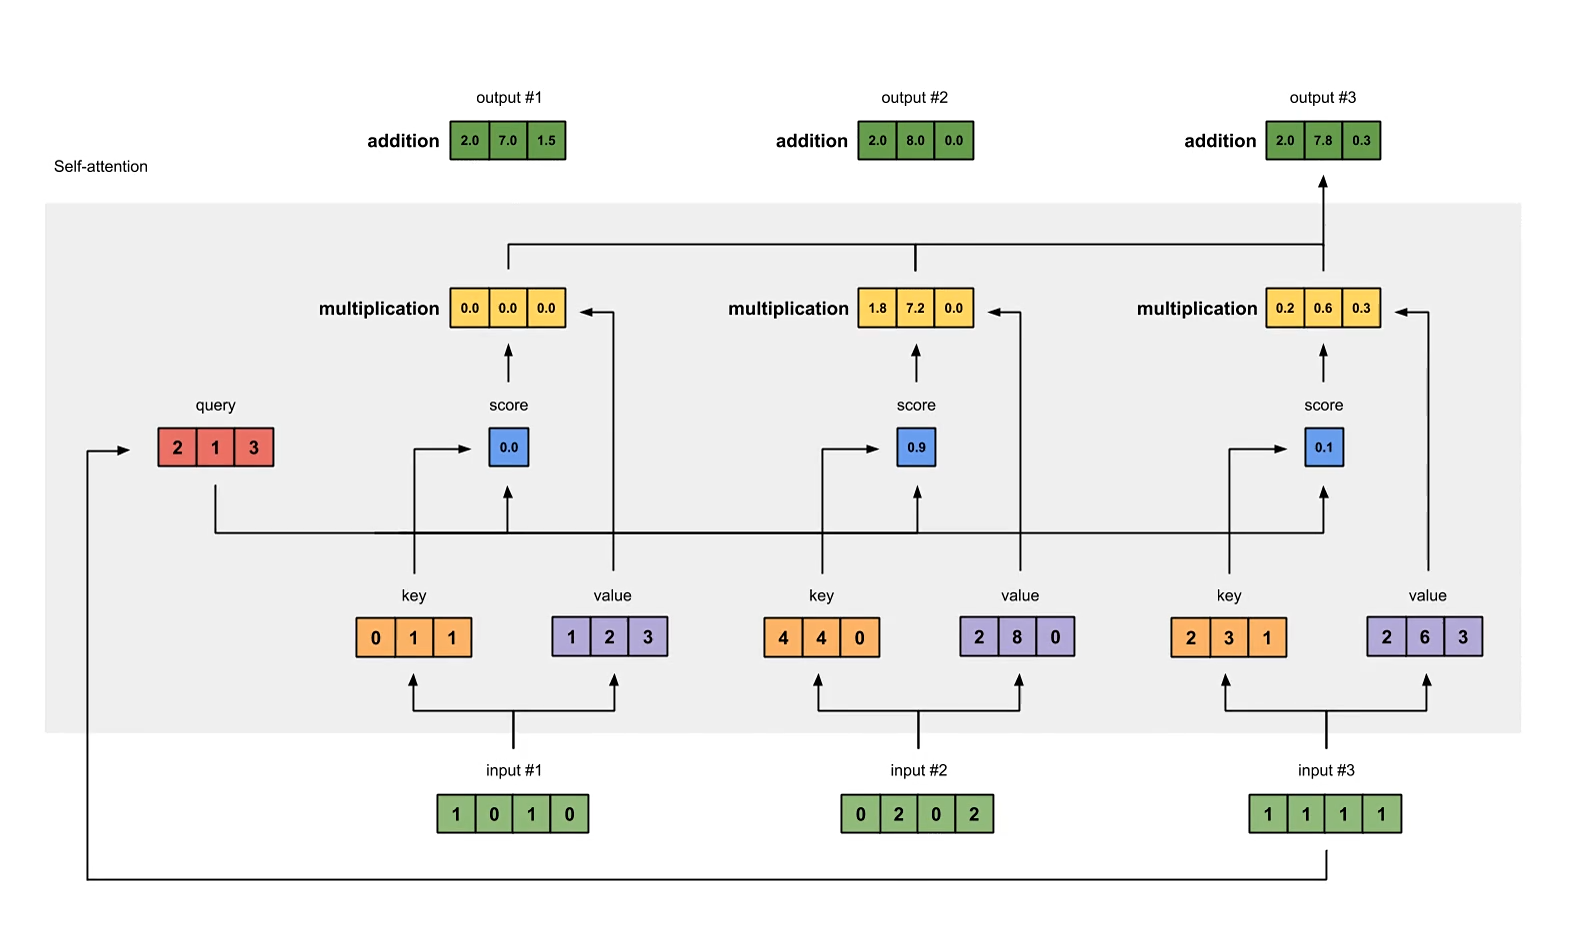 output #1
output #2
output #3
addition 2.0 7.0 1.5
addition 2.0 8.0 0.0
addition 2.0 7.8 0.3
Self-attention
multiplication 0.0 0.0 0.0
multiplication 1.8 7.2 0.0
multiplication 0.2 0.6 0.3
query
score
score
score
2 1 3
0.0
0.9
0.1
key
value
key
value
key
value
0 1 1
1 2 3
4 4 0
2 8 0
2 3 1
2 6 3
input #1
input #2
input #3
1 0 1 0
0 2 0 2
1 1 1 1